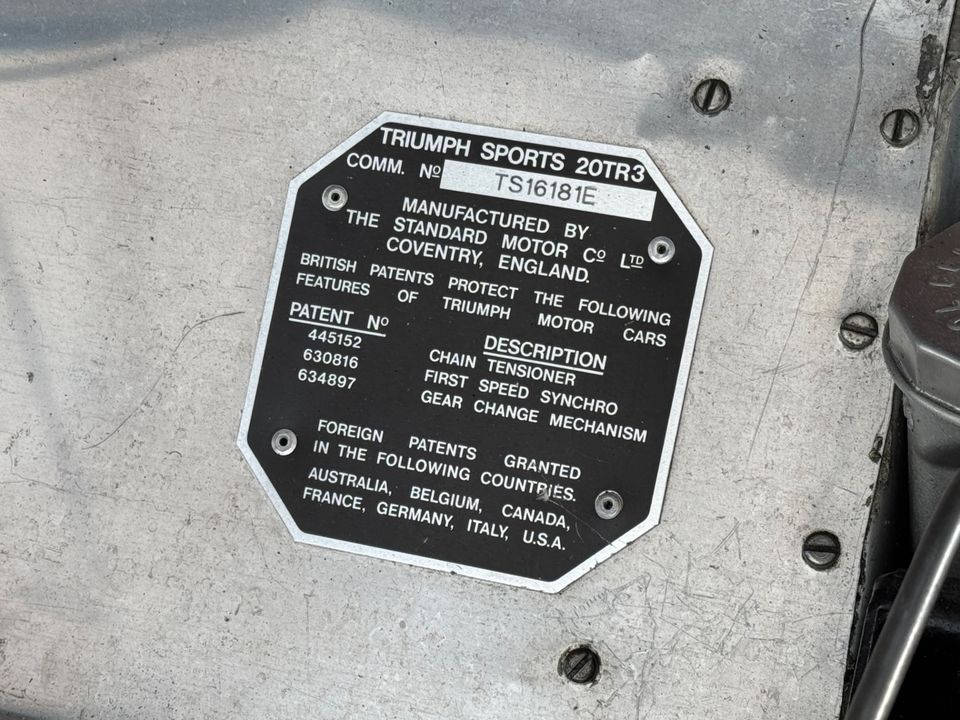 TRIUMPH SPORTS 20TR3
COMM. Nº TS16181E
MANUFACTURED BY
THE STANDARD MOTOR Cº LTD
COVENTRY, ENGLAND.
BRITISH PATENTS PROTECT THE FOLLOWING
FEATURES OF TRIUMPH MOTOR CARS
PATENT Nº DESCRIPTION
445152 CHAIN TENSIONER
630816 FIRST SPEED SYNCHRO
634897 GEAR CHANGE MECHANISM
FOREIGN PATENTS GRANTED
IN THE FOLLOWING COUNTRIES.
AUSTRALIA, BELGIUM, CANADA,
FRANCE, GERMANY, ITALY, U.S.A.